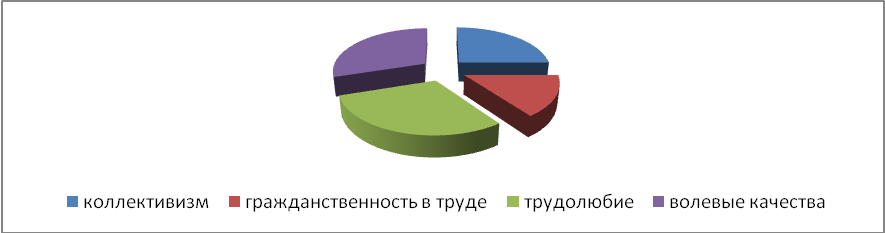 коллективизм гражданственность в труде трудолюбие волевые качества